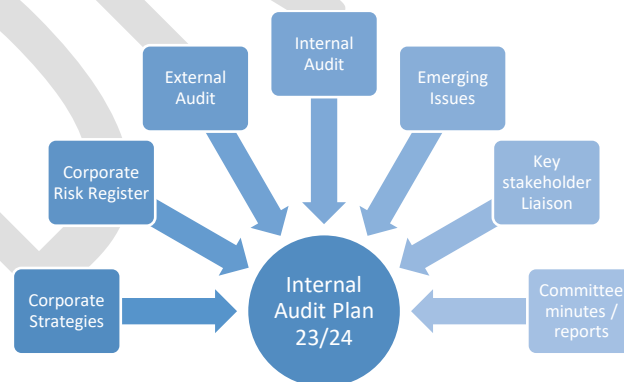 Internal
Audit
External
Audit
Emerging
Issues
Corporate
Risk Register
Key
stakeholder
Liaison
Corporate
Strategies
Internal
Audit Plan
23/24
Committee
minutes /
reports